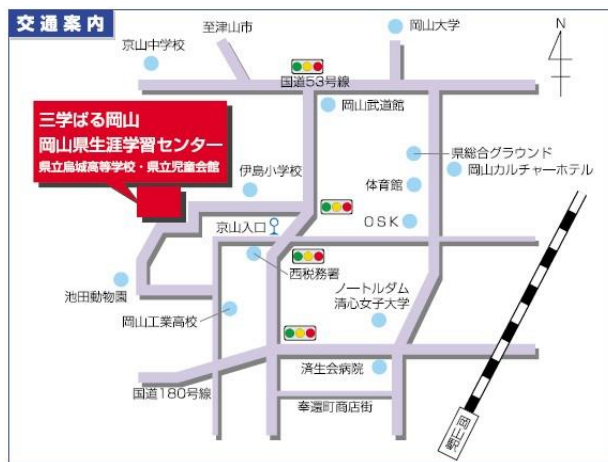 交通案内
至津山市
岡山大学
N
京山中学校
国道53号線
岡山武道館
三学ぱる岡山
岡山県生涯学習センター
県立烏城高等学校・県立児童会館
県総合グラウンド
岡山カルチャーホテル
伊島小学校
体育館
京山入口
OSK
西税務署
池田動物園
ノートルダム
清心女子大学
岡山工業高校
済生会病院
国道180号線
奉還町商店街
岡山駅